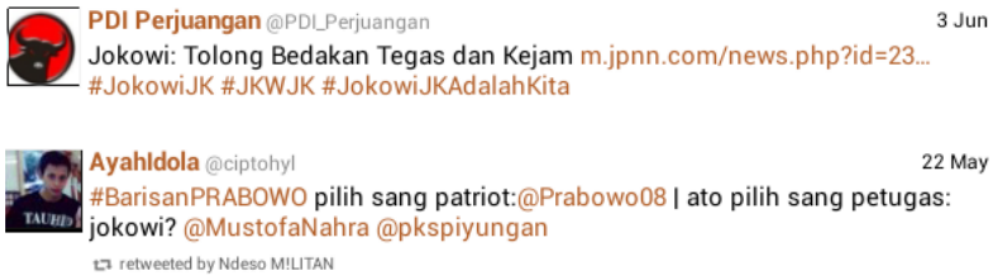 PDI Perjuangan @PDI_Perjuangan 3 Jun
Jokowi: Tolong Bedakan Tegas dan Kejam m.jpnn.com/news.php?id=23...
#JokowiJK #JKWJK #JokowiJKAdalahKita
AyahIdola @ciptohyl 22 May
TAUHID
#BarisanPRABOWO pilih sang patriot:@Prabowo08 | ato pilih sang petugas:
jokowi? @MustofaNahra @pkspiyungan
retweeted by Ndeso M!LITAN